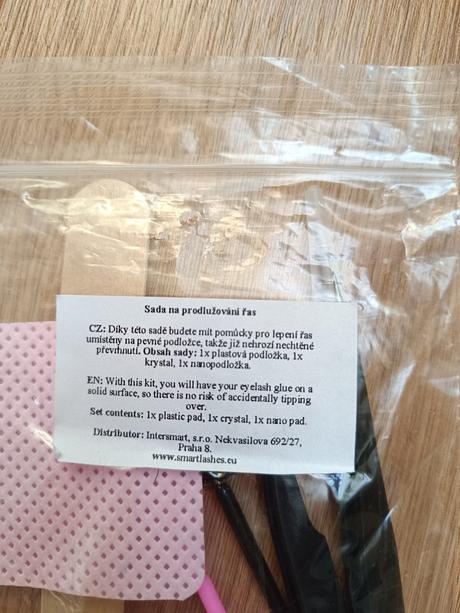 Sada na prodlužování řas
CZ: Díky této sadě budete mít pomůcky pro lepení řas
umístěny na pevné podložce, takže již nehrozí nechtěné
převrhnutí. Obsah sady: 1x plastová podložka, 1x
krystal, 1x nanopodložka.
EN: With this kit, you will have your eyelash glue on a
solid surface, so there is no risk of accidentally tipping
over.
Set contents: 1x plastic pad, 1x crystal, 1x nano pad.
Distributor: Intersmart, s.r.o. Nekvasilova 692/27,
Praha 8.
www.smartlashes.eu